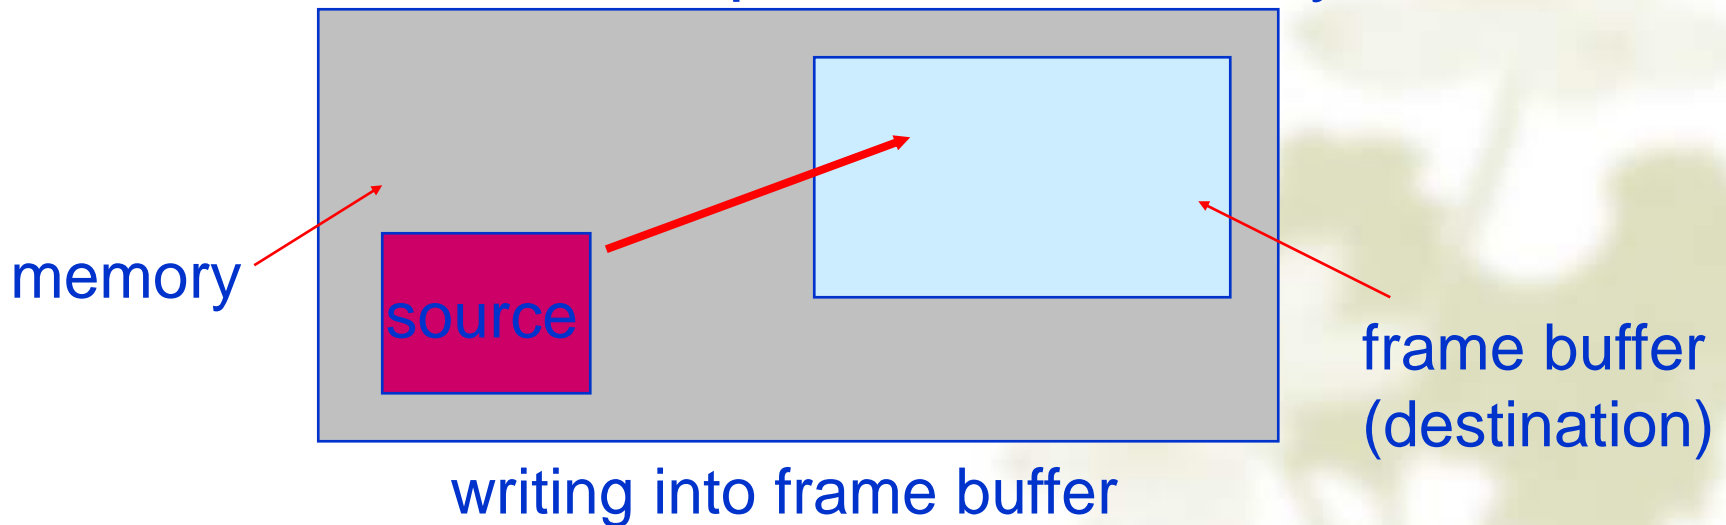 memory
source
frame buffer
(destination)
writing into frame buffer